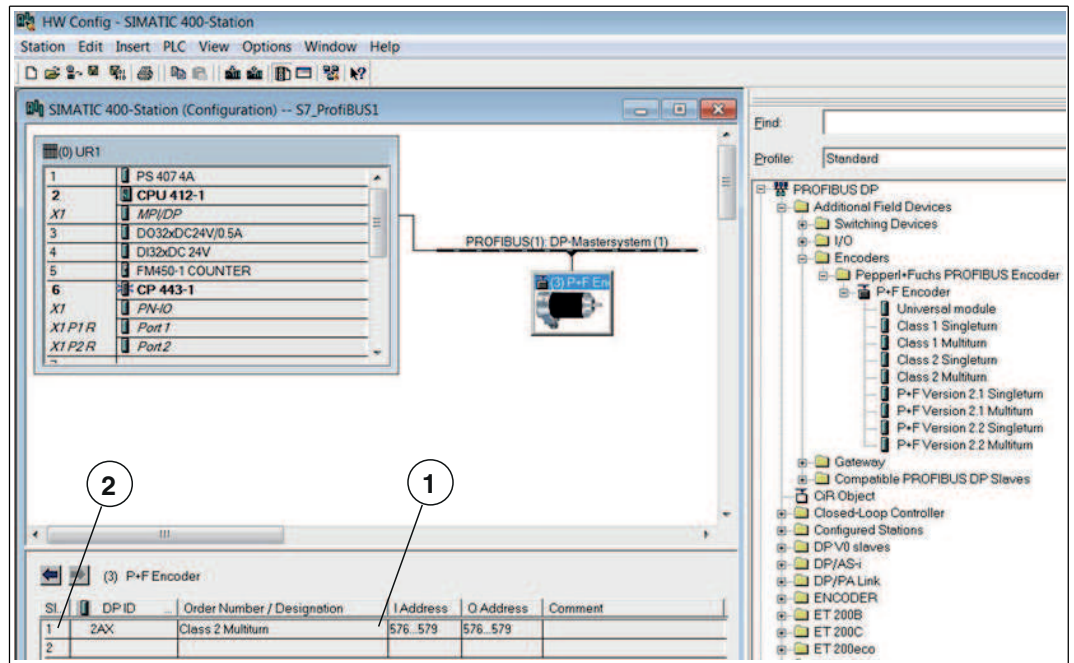 HW Config - SIMATIC 400-Station
Station Edit Insert PLC View Options Window Help
SIMATIC 400-Station (Configuration) -- S7_ProfiBUS1
(0) UR1
1 PS 407 4A
2 CPU 412-1
X1 MPI/DP
3 DO32xDC24V/0.5A
4 DI32xDC 24V
5 FM450-1 COUNTER
6 CP 443-1
X1 PN-IO
X1 P1 R Port 1
X1 P2 R Port 2
PROFIBUS(1): DP-Mastersystem (1)
(3) P+F En
2
1
(3) P+F Encoder
Sl. DP ID ... Order Number / Designation I Address O Address Comment
1 2AX Class 2 Multiturn 576...579 576...579
2
Find:
Profile: Standard
PROFIBUS DP
Additional Field Devices
Switching Devices
I/O
Encoders
Pepperl+Fuchs PROFIBUS Encoder
P+F Encoder
Universal module
Class 1 Singleturn
Class 1 Multiturn
Class 2 Singleturn
Class 2 Multiturn
P+F Version 2.1 Singleturn
P+F Version 2.1 Multiturn
P+F Version 2.2 Singleturn
P+F Version 2.2 Multiturn
Gateway
Compatible PROFIBUS DP Slaves
CiR Object
Closed-Loop Controller
Configured Stations
DP V0 slaves
DP/AS-i
DP/PA Link
ENCODER
ET 200B
ET 200C
ET 200eco